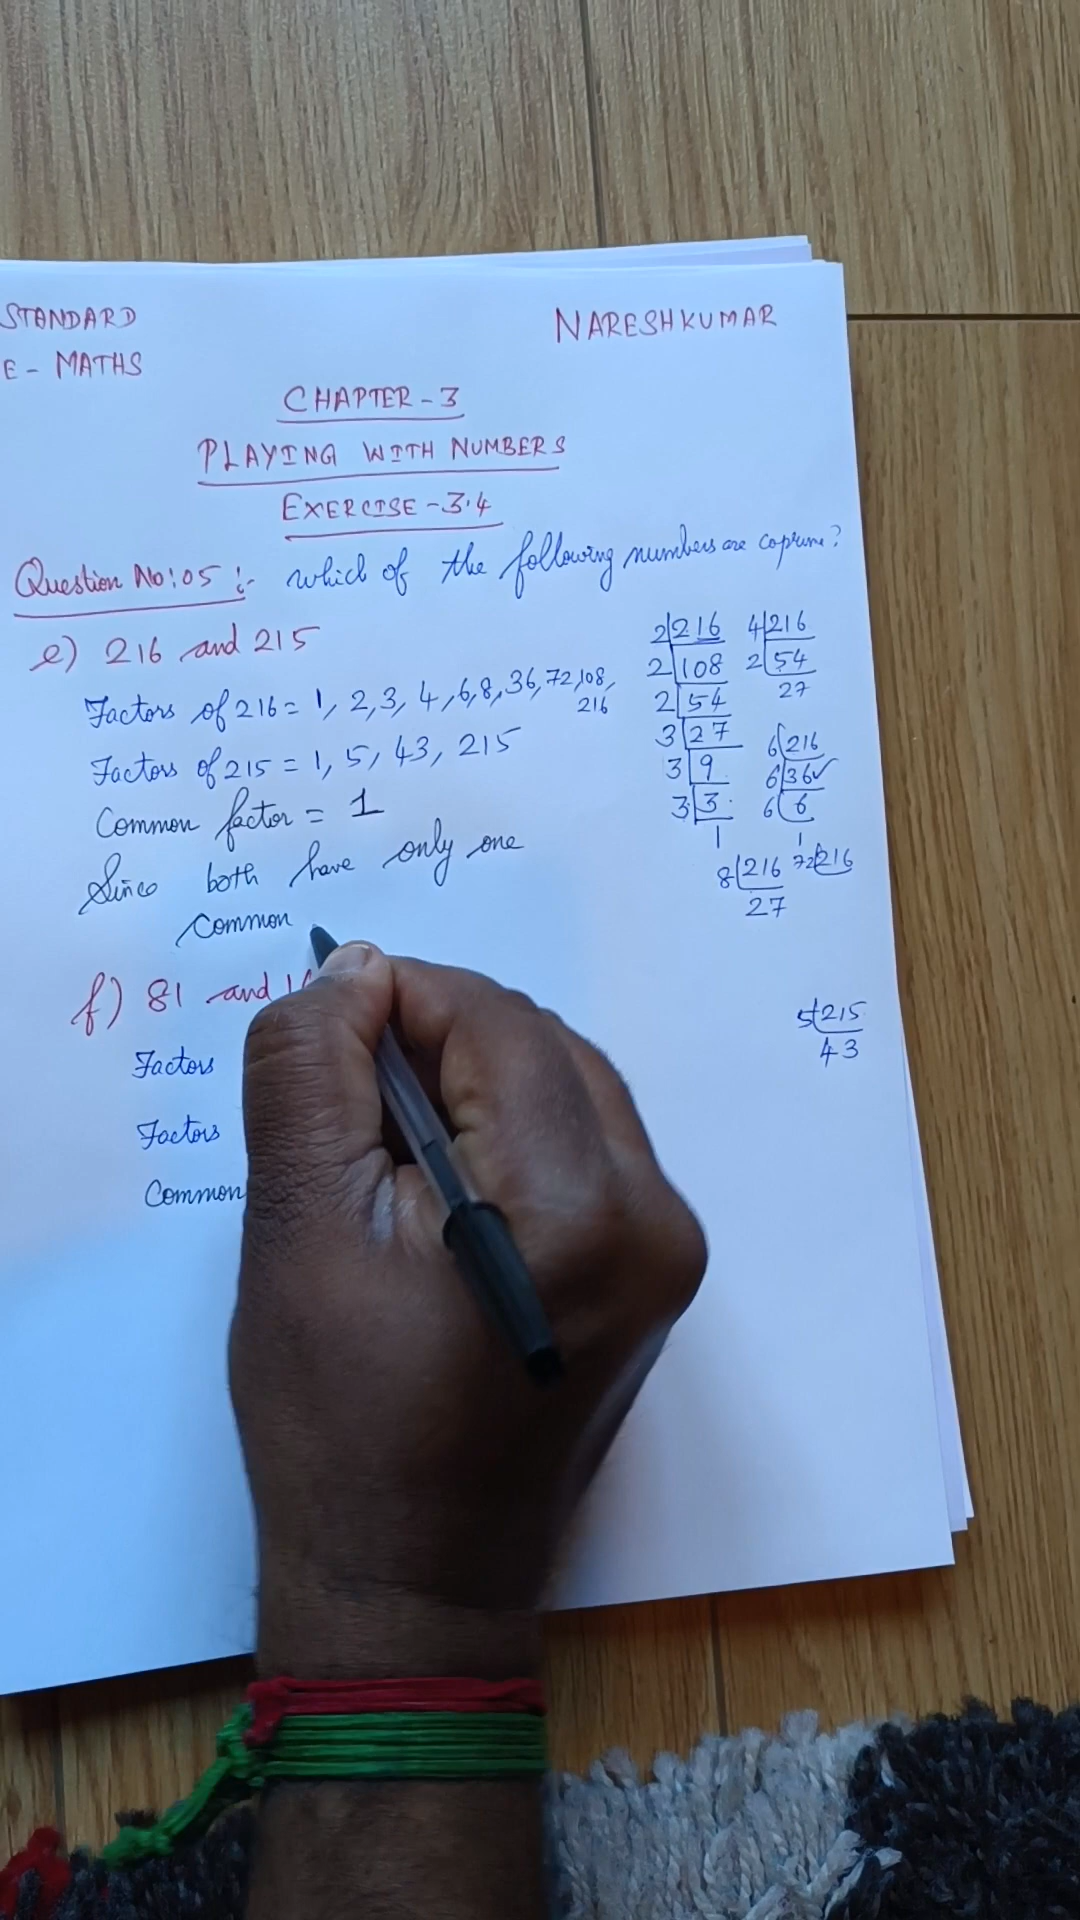 STANDARD
NARESHKUMAR
E - MATHS
CHAPTER - 3
PLAYING WITH NUMBERS
EXERCISE - 3.4
Question No: 05 :- which of the following numbers are coprime?
e) 216 and 215
Factors of 216 = 1, 2, 3, 4, 6, 8, 36, 72, 108,
216
Factors of 215 = 1, 5, 43, 215
Common factor = 1
Since both have only one
Common
f) 81 and
Factors
Factors
Common
2 216
2 108
2 54
3 27
3 9
3 3
1
4 216
2 54
27
6 216
6 36 ✓
6 6
1
8 216
27
72 216
5 215
43